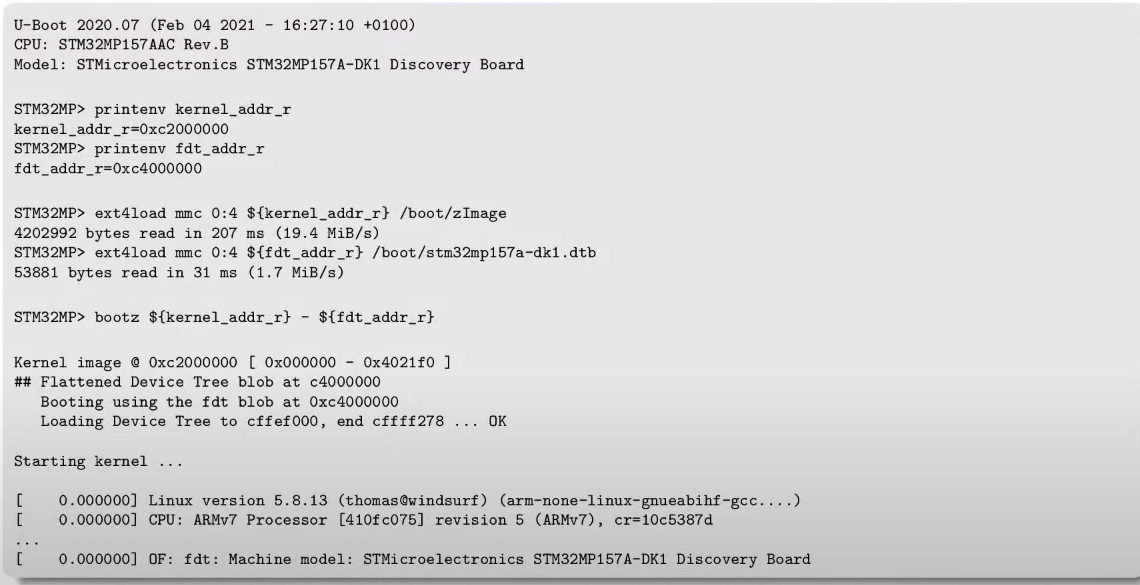 U-Boot 2020.07 (Feb 04 2021 - 16:27:10 +0100)
CPU: STM32MP157AAC Rev.B
Model: STMicroelectronics STM32MP157A-DK1 Discovery Board
STM32MP> printenv kernel_addr_r
kernel_addr_r=0xc2000000
STM32MP> printenv fdt_addr_r
fdt_addr_r=0xc4000000
STM32MP> ext4load mmc 0:4 ${kernel_addr_r} /boot/zImage
4202992 bytes read in 207 ms (19.4 MiB/s)
STM32MP> ext4load mmc 0:4 ${fdt_addr_r} /boot/stm32mp157a-dk1.dtb
53881 bytes read in 31 ms (1.7 MiB/s)
STM32MP> bootz ${kernel_addr_r} - ${fdt_addr_r}
Kernel image @ 0xc2000000 [ 0x000000 - 0x4021f0 ]
## Flattened Device Tree blob at c4000000
   Booting using the fdt blob at 0xc4000000
   Loading Device Tree to cffef000, end cffff278 ... OK
Starting kernel ...
[    0.000000] Linux version 5.8.13 (thomas@windsurf) (arm-none-linux-gnueabihf-gcc....)
[    0.000000] CPU: ARMv7 Processor [410fc075] revision 5 (ARMv7), cr=10c5387d
...
[    0.000000] OF: fdt: Machine model: STMicroelectronics STM32MP157A-DK1 Discovery Board